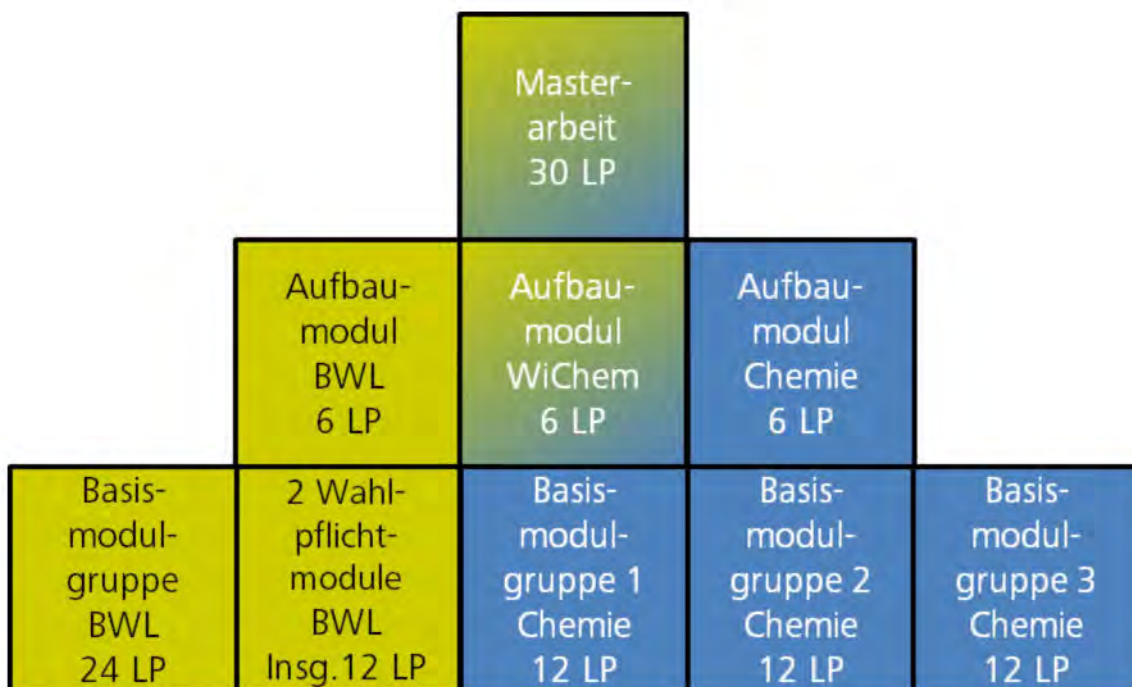 Master-
arbeit
30 LP
Aufbau-
modul
BWL
6 LP
Aufbau-
modul
WiChem
6 LP
Aufbau-
modul
Chemie
6 LP
Basis-
modul-
gruppe
BWL
24 LP
2 Wahl-
pflicht-
module
BWL
Insg.12 LP
Basis-
modul-
gruppe 1
Chemie
12 LP
Basis-
modul-
gruppe 2
Chemie
12 LP
Basis-
modul-
gruppe 3
Chemie
12 LP